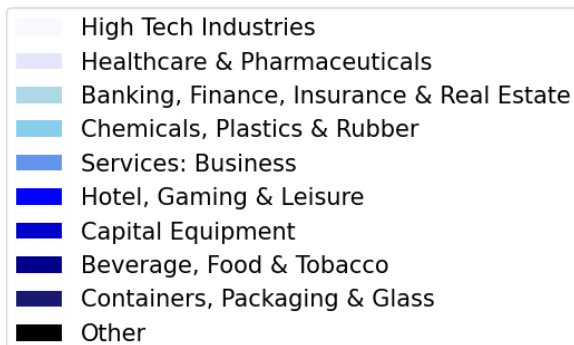 High Tech Industries
Healthcare & Pharmaceuticals
Banking, Finance, Insurance & Real Estate
Chemicals, Plastics & Rubber
Services: Business
Hotel, Gaming & Leisure
Capital Equipment
Beverage, Food & Tobacco
Containers, Packaging & Glass
Other